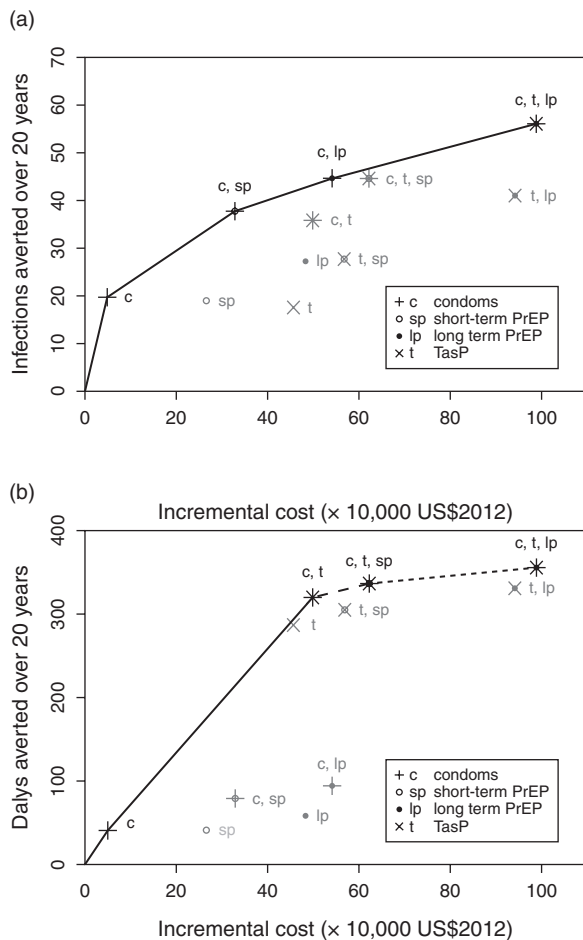 (a)
Infections averted over 20 years
70
60
50
40
30
20
10
0
c, t, lp
c, lp
c, sp
c, t, sp
t, lp
c, t
lp
t, sp
c
sp
t
c condoms
sp short-term PrEP
lp long term PrEP
t TasP
0 20 40 60 80 100
Incremental cost (× 10,000 US$2012)
(b)
Dalys averted over 20 years
400
300
200
100
0
c, t, lp
c, t, sp
c, t
t, lp
t, sp
t
c, lp
c, sp
lp
c
sp
c condoms
sp short-term PrEP
lp long term PrEP
t TasP
0 20 40 60 80 100
Incremental cost (× 10,000 US$2012)